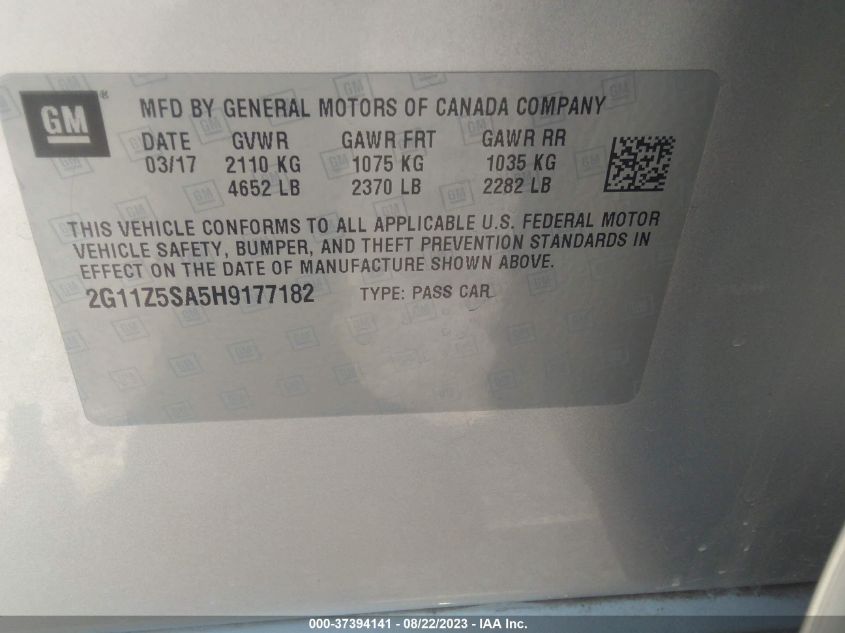 GM ® MFD BY GENERAL MOTORS OF CANADA COMPANY
DATE GVWR GAWR FRT GAWR RR
03/17 2110 KG 1075 KG 1035 KG
4652 LB 2370 LB 2282 LB
THIS VEHICLE CONFORMS TO ALL APPLICABLE U.S. FEDERAL MOTOR
VEHICLE SAFETY, BUMPER, AND THEFT PREVENTION STANDARDS IN
EFFECT ON THE DATE OF MANUFACTURE SHOWN ABOVE.
2G11Z5SA5H9177182 TYPE: PASS CAR
000-37394141 - 08/22/2023 - IAA Inc.